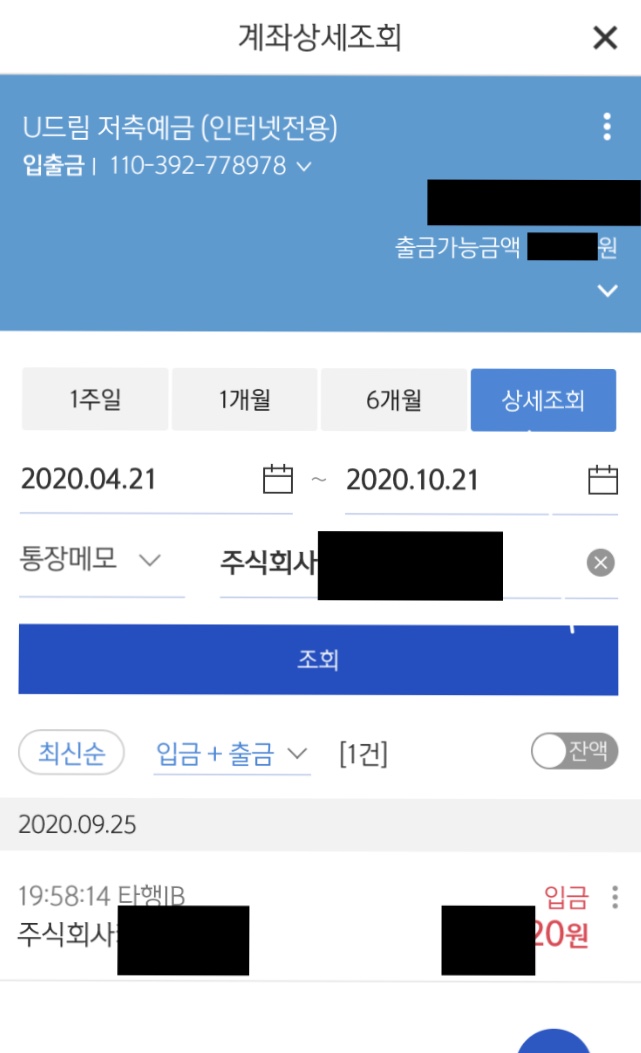 계좌상세조회
U드림 저축예금 (인터넷전용)
입출금 | 110-392-778978
출금가능금액 원
1주일 1개월 6개월 상세조회
2020.04.21 ~ 2020.10.21
통장메모 주식회사
조회
최신순 입금 + 출금 [1건] 잔액
2020.09.25
19:58:14 타행IB 입금
주식회사 20원